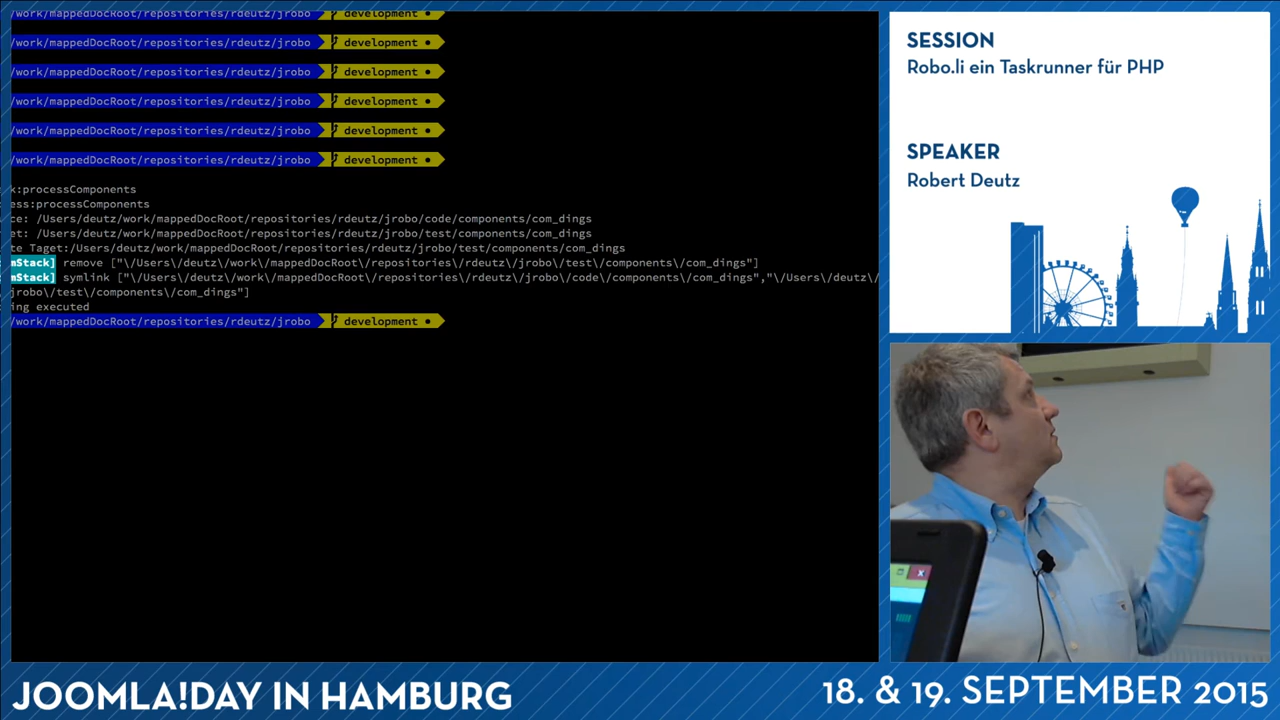 /work/mappedDocRoot/repositories/rdeutz/jrobo development ●
/work/mappedDocRoot/repositories/rdeutz/jrobo development ●
/work/mappedDocRoot/repositories/rdeutz/jrobo development ●
/work/mappedDocRoot/repositories/rdeutz/jrobo development ●
/work/mappedDocRoot/repositories/rdeutz/jrobo development ●
/work/mappedDocRoot/repositories/rdeutz/jrobo development ●
k:processComponents
ess:processComponents
ce: /Users/deutz/work/mappedDocRoot/repositories/rdeutz/jrobo/code/components/com_dings
et: /Users/deutz/work/mappedDocRoot/repositories/rdeutz/jrobo/test/components/com_dings
te Taget:/Users/deutz/work/mappedDocRoot/repositories/rdeutz/jrobo/test/components/com_dings
mStack] remove ["\/Users\/deutz\/work\/mappedDocRoot\/repositories\/rdeutz\/jrobo\/test\/components\/com_dings"]
mStack] symlink ["\/Users\/deutz\/work\/mappedDocRoot\/repositories\/rdeutz\/jrobo\/code\/components\/com_dings","\/Users\/deutz\/
jrobo\/test\/components\/com_dings"]
ing executed
/work/mappedDocRoot/repositories/rdeutz/jrobo development ●
SESSION
Robo.li ein Taskrunner für PHP
SPEAKER
Robert Deutz
JOOMLA!DAY IN HAMBURG
18. & 19. SEPTEMBER 2015